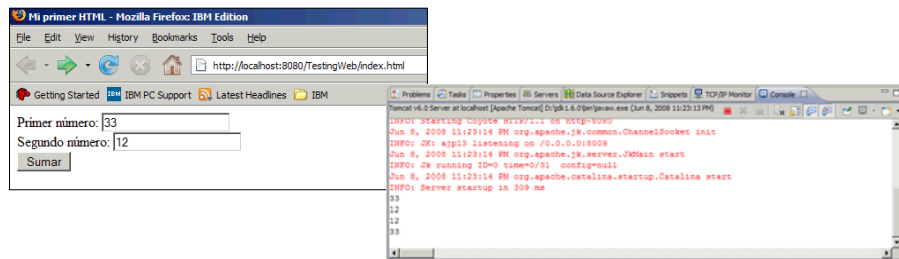 Mi primer HTML - Mozilla Firefox: IBM Edition
File Edit View History Bookmarks Tools Help
http://localhost:8080/TestingWeb/index.html
Getting Started IBM IBM PC Support Latest Headlines IBM
Primer número: 33
Segundo número: 12
Sumar
Problems Tasks Properties Servers Data Source Explorer Snippets TCP/IP Monitor Console
Tomcat v6.0 Server at localhost [Apache Tomcat] D:\jdk1.6.0\bin\javaw.exe (Jun 8, 2008 11:23:13 PM)
INFO: Starting Coyote HTTP/1.1 on http-8080
Jun 8, 2008 11:23:14 PM org.apache.jk.common.ChannelSocket init
INFO: JK: ajp13 listening on /0.0.0.0:8009
Jun 8, 2008 11:23:14 PM org.apache.jk.server.JkMain start
INFO: Jk running ID=0 time=0/31 config=null
Jun 8, 2008 11:23:14 PM org.apache.catalina.startup.Catalina start
INFO: Server startup in 309 ms
33
12
12
33